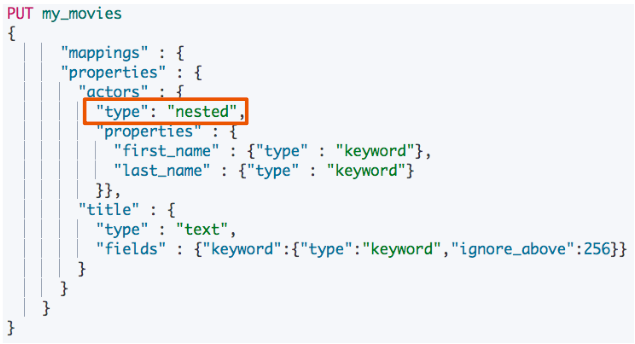 PUT my_movies
{
"mappings" : {
"properties" : {
"actors" : {
"type": "nested",
"properties" : {
"first_name" : {"type" : "keyword"},
"last_name" : {"type" : "keyword"}
}},
"title" : {
"type" : "text",
"fields" : {"keyword":{"type":"keyword","ignore_above":256}}
}
}
}
}